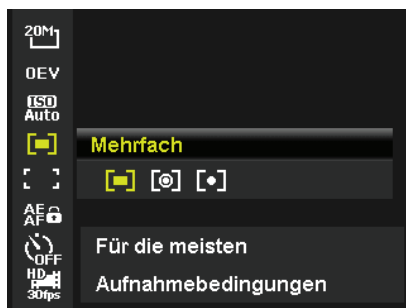 20M
0EV
ISO
Auto
Mehrfach
AE
AF
OFF
Für die meisten
HD
30fps
Aufnahmebedingungen